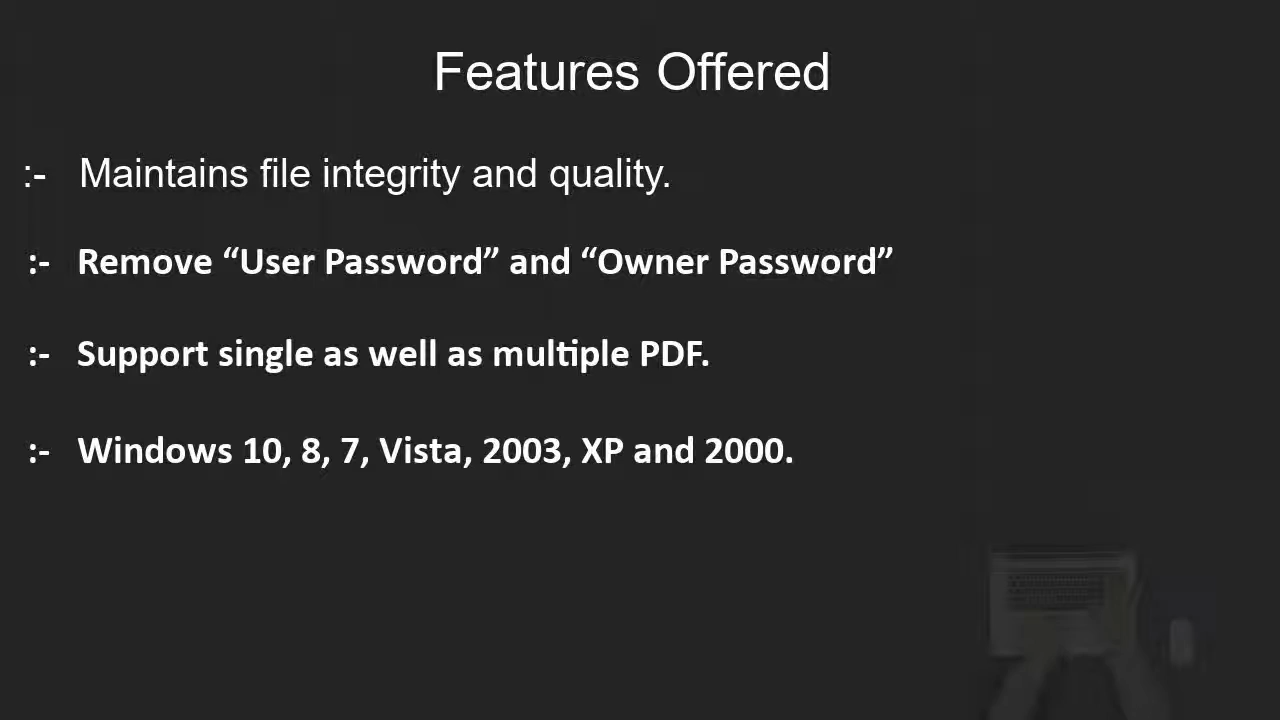 Features Offered
:- Maintains file integrity and quality.
:- Remove “User Password” and “Owner Password”
:- Support single as well as multiple PDF.
:- Windows 10, 8, 7, Vista, 2003, XP and 2000.